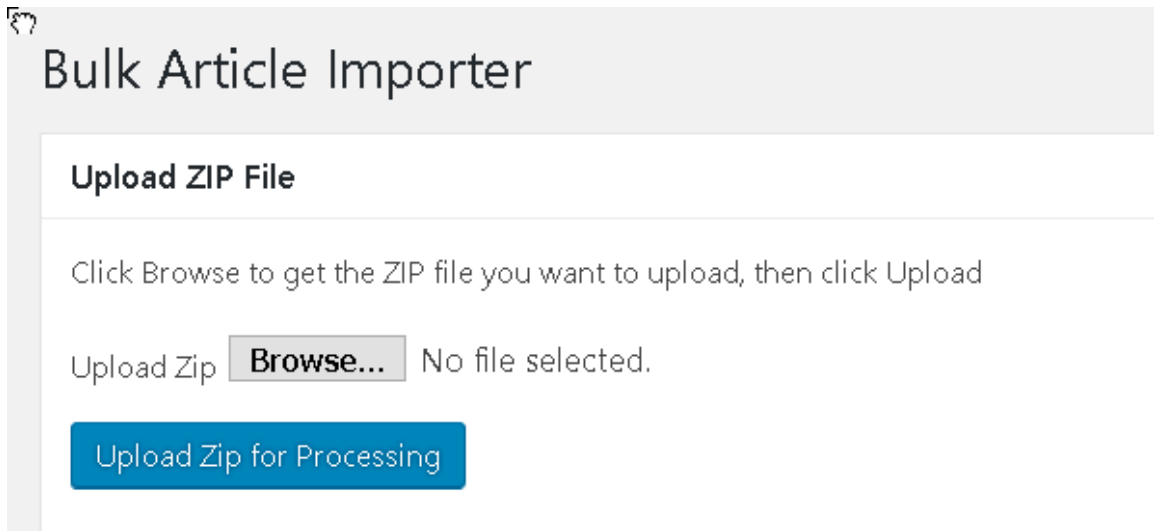 Bulk Article Importer
Upload ZIP File
Click Browse to get the ZIP file you want to upload, then click Upload
Upload Zip Browse... No file selected.
Upload Zip for Processing